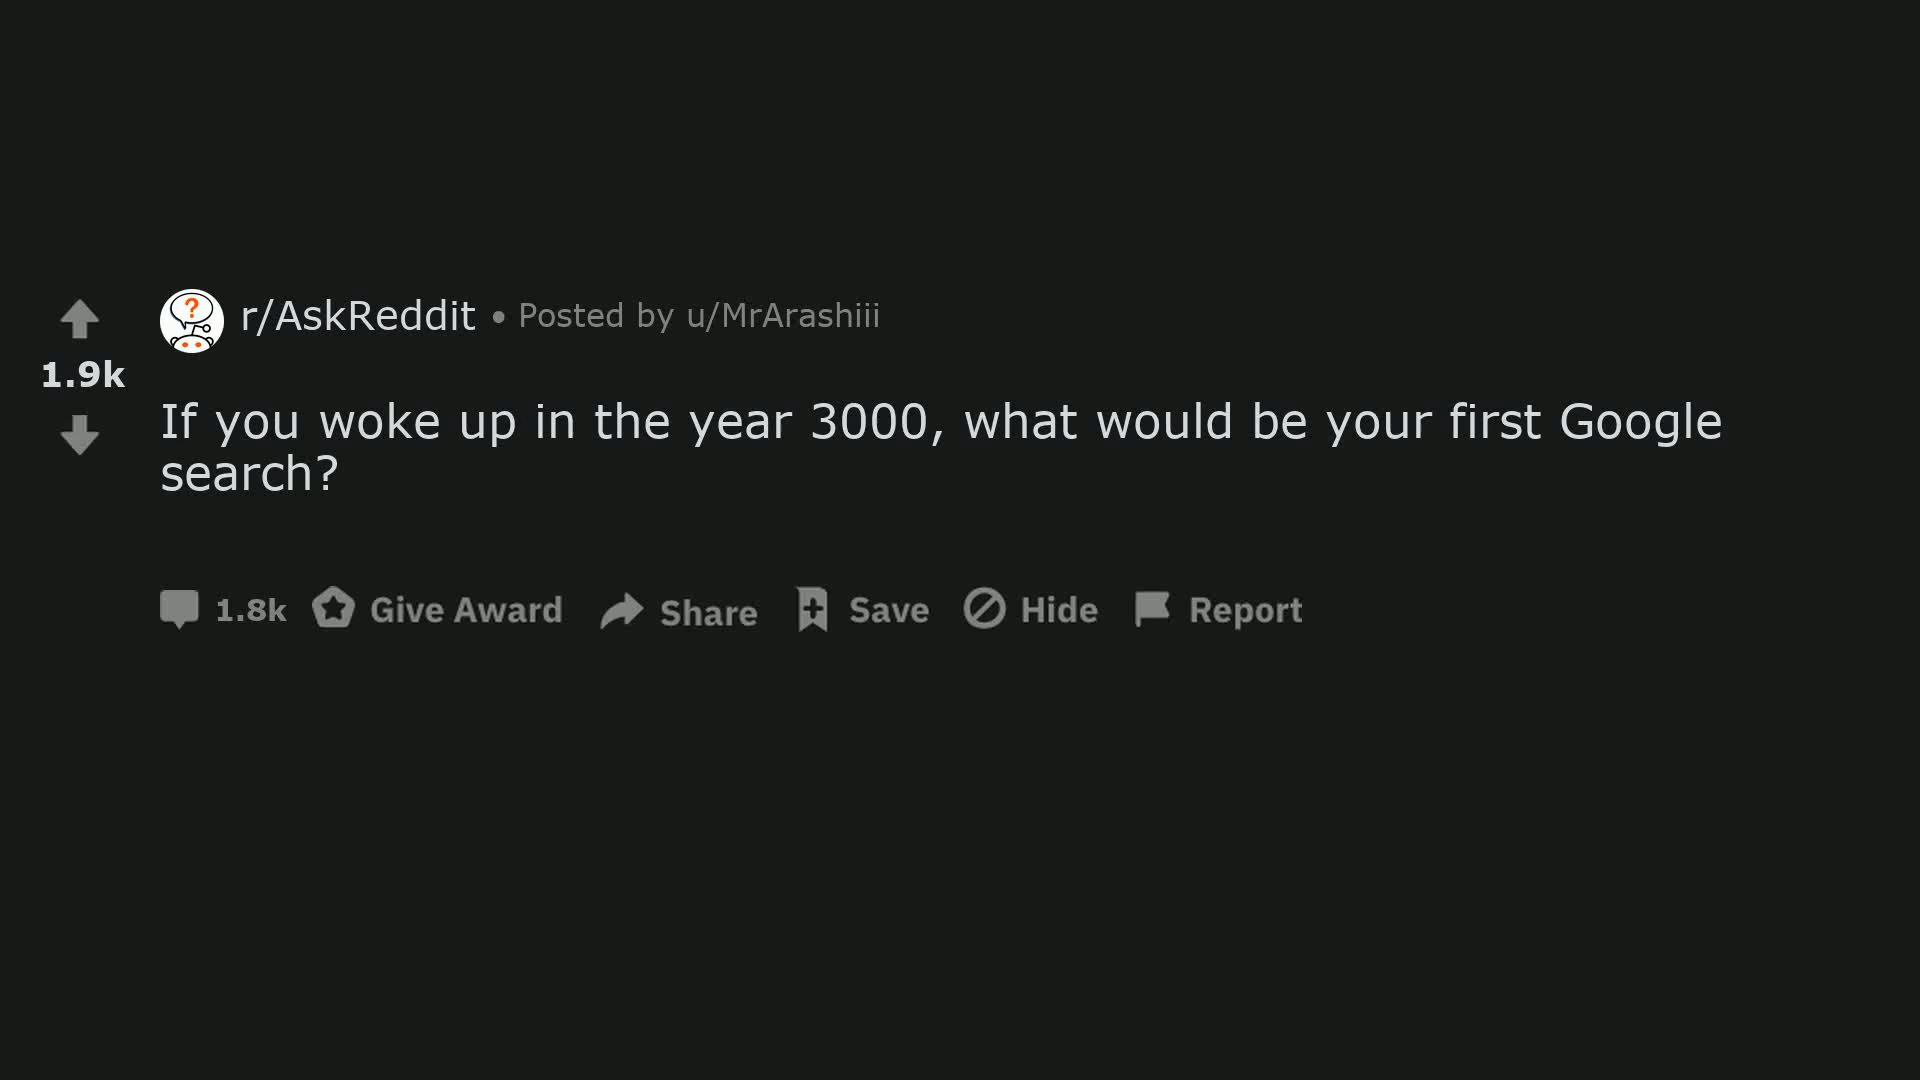 r/AskReddit • Posted by u/MrArashiii
1.9k
If you woke up in the year 3000, what would be your first Google
search?
1.8k Give Award Share Save Hide Report